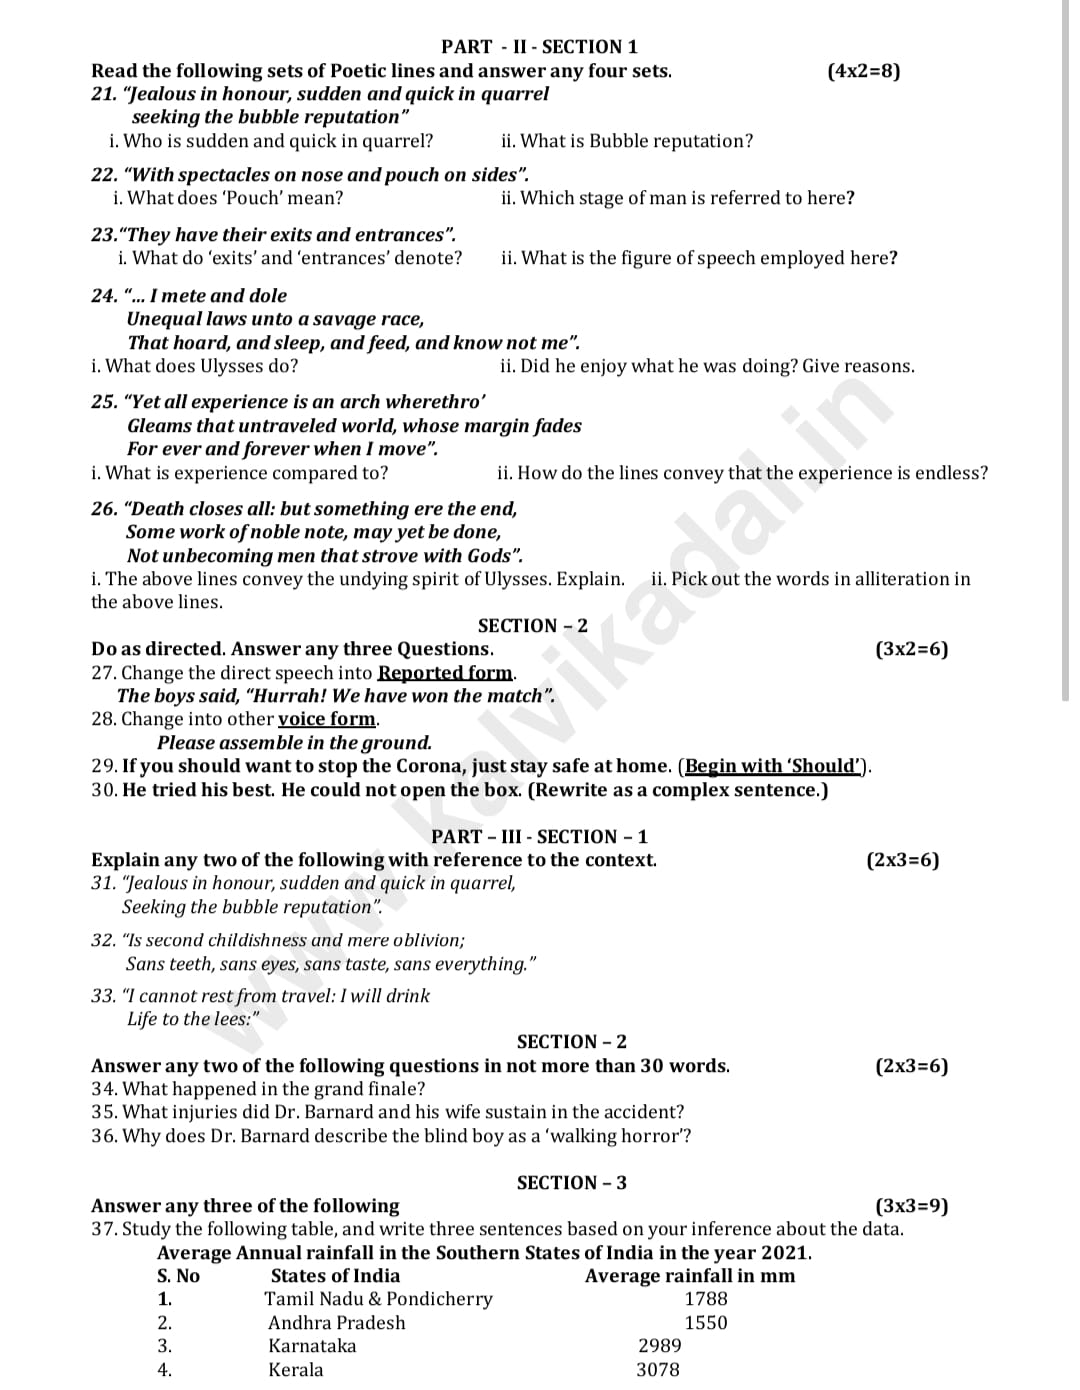 PART - II - SECTION 1
Read the following sets of Poetic lines and answer any four sets. (4x2=8)
21. “Jealous in honour, sudden and quick in quarrel
seeking the bubble reputation”
i. Who is sudden and quick in quarrel? ii. What is Bubble reputation?
22. “With spectacles on nose and pouch on sides”.
i. What does ‘Pouch’ mean? ii. Which stage of man is referred to here?
23.“They have their exits and entrances”.
i. What do ‘exits’ and ‘entrances’ denote? ii. What is the figure of speech employed here?
24. “... I mete and dole
Unequal laws unto a savage race,
That hoard, and sleep, and feed, and know not me”.
i. What does Ulysses do? ii. Did he enjoy what he was doing? Give reasons.
25. “Yet all experience is an arch wherethro’
Gleams that untraveled world, whose margin fades
For ever and forever when I move”.
i. What is experience compared to? ii. How do the lines convey that the experience is endless?
26. “Death closes all: but something ere the end,
Some work of noble note, may yet be done,
Not unbecoming men that strove with Gods”.
i. The above lines convey the undying spirit of Ulysses. Explain. ii. Pick out the words in alliteration in
the above lines.
SECTION – 2
Do as directed. Answer any three Questions. (3x2=6)
27. Change the direct speech into Reported form.
The boys said, “Hurrah! We have won the match”.
28. Change into other voice form.
Please assemble in the ground.
29. If you should want to stop the Corona, just stay safe at home. (Begin with ‘Should’).
30. He tried his best. He could not open the box. (Rewrite as a complex sentence.)
PART – III - SECTION – 1
Explain any two of the following with reference to the context. (2x3=6)
31. “Jealous in honour, sudden and quick in quarrel,
Seeking the bubble reputation”.
32. “Is second childishness and mere oblivion;
Sans teeth, sans eyes, sans taste, sans everything.”
33. “I cannot rest from travel: I will drink
Life to the lees:”
SECTION – 2
Answer any two of the following questions in not more than 30 words. (2x3=6)
34. What happened in the grand finale?
35. What injuries did Dr. Barnard and his wife sustain in the accident?
36. Why does Dr. Barnard describe the blind boy as a ‘walking horror’?
SECTION – 3
Answer any three of the following (3x3=9)
37. Study the following table, and write three sentences based on your inference about the data.
Average Annual rainfall in the Southern States of India in the year 2021.
S. No States of India Average rainfall in mm
1. Tamil Nadu & Pondicherry 1788
2. Andhra Pradesh 1550
3. Karnataka 2989
4. Kerala 3078
www.kalvikadal.in